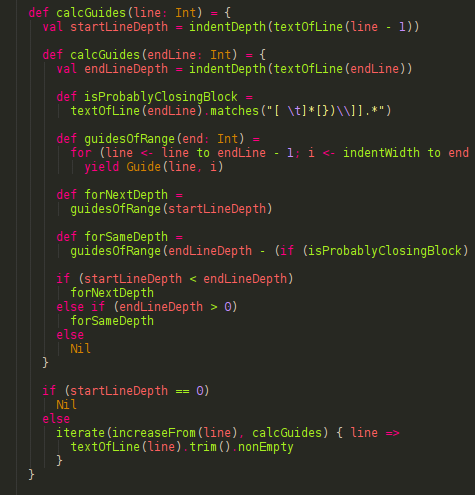 def calcGuides(line: Int) = {
val startLineDepth = indentDepth(textOfLine(line - 1))
def calcGuides(endLine: Int) = {
val endLineDepth = indentDepth(textOfLine(endLine))
def isProbablyClosingBlock =
textOfLine(endLine).matches("[ \t]*[})\\]].*")
def guidesOfRange(end: Int) =
for (line <- line to endLine - 1; i <- indentWidth to end
yield Guide(line, i)
def forNextDepth =
guidesOfRange(startLineDepth)
def forSameDepth =
guidesOfRange(endLineDepth - (if (isProbablyClosingBlock)
if (startLineDepth < endLineDepth)
forNextDepth
else if (endLineDepth > 0)
forSameDepth
else
Nil
}
if (startLineDepth == 0)
Nil
else
iterate(increaseFrom(line), calcGuides) { line =>
textOfLine(line).trim().nonEmpty
}
}